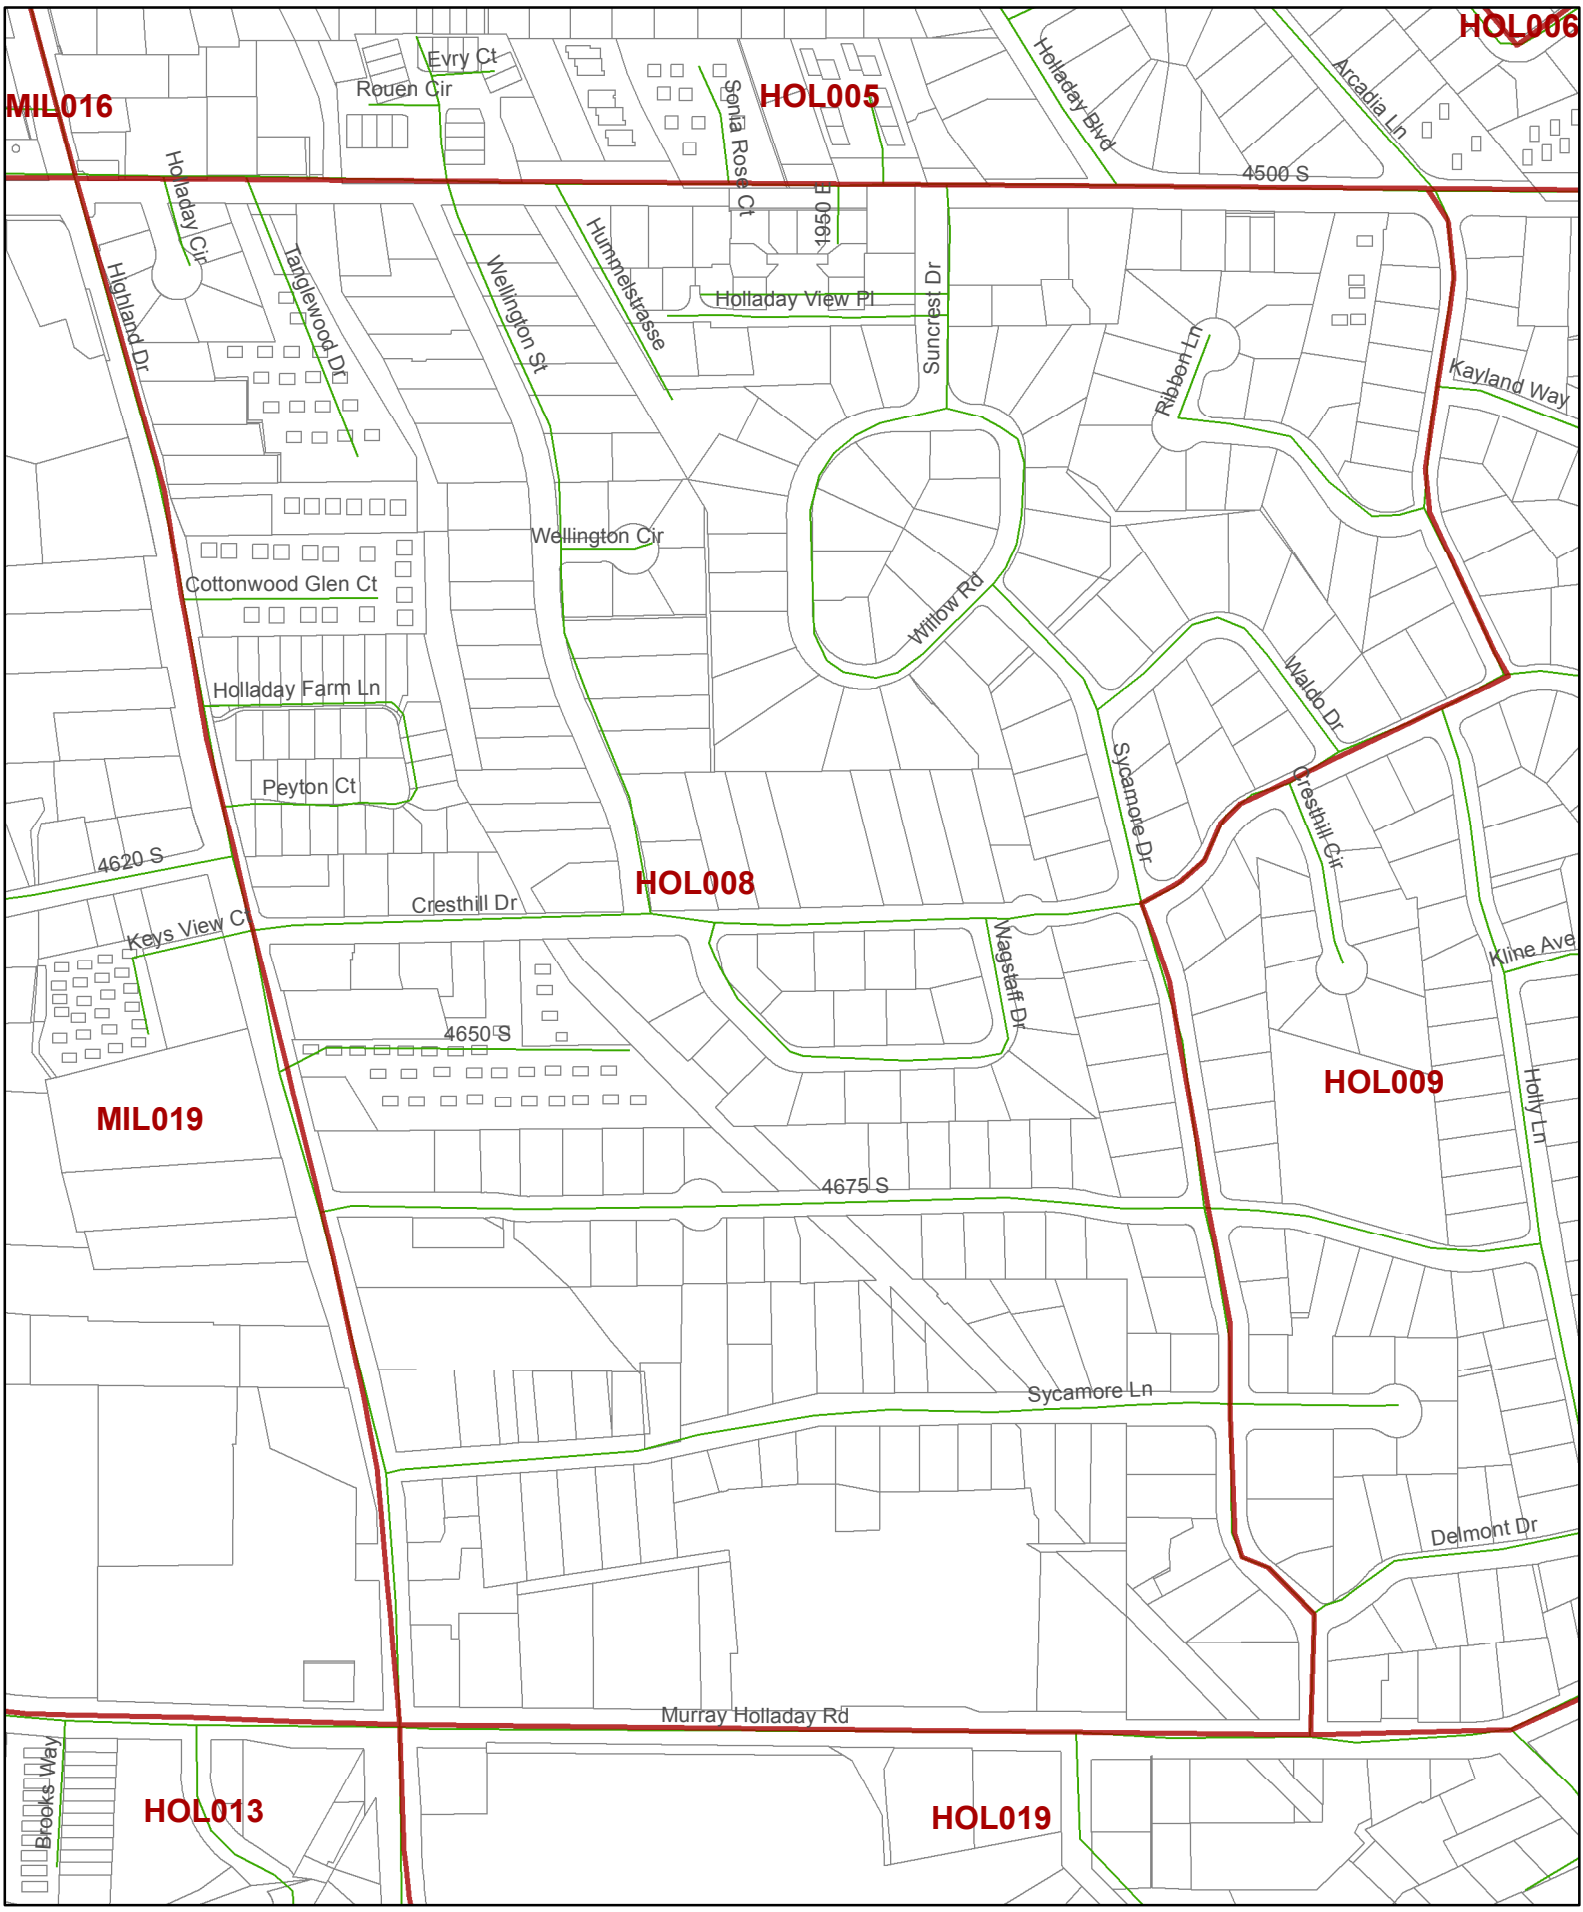 HOL006
Evry Ct
Rouen Cir
MIL016
HOL005
Sonia Rose Ct
Holladay Blvd
Arcadia Ln
4500 S
Holladay Cir
1950 E
Highland Dr
Tanglewood Dr
Wellington St
Hummelstrasse
Holladay View Pl
Suncrest Dr
Ribbon Ln
Kayland Way
Wellington Cir
Cottonwood Glen Ct
Willow Rd
Holladay Farm Ln
Waldo Dr
Peyton Ct
Sycamore Dr
Cresthill Cir
4620 S
HOL008
Cresthill Dr
Keys View Ct
Wagstaff Dr
Kline Ave
4650 S
HOL009
MIL019
Holly Ln
4675 S
Sycamore Ln
Delmont Dr
Murray Holladay Rd
Brooks Way
HOL013
HOL019